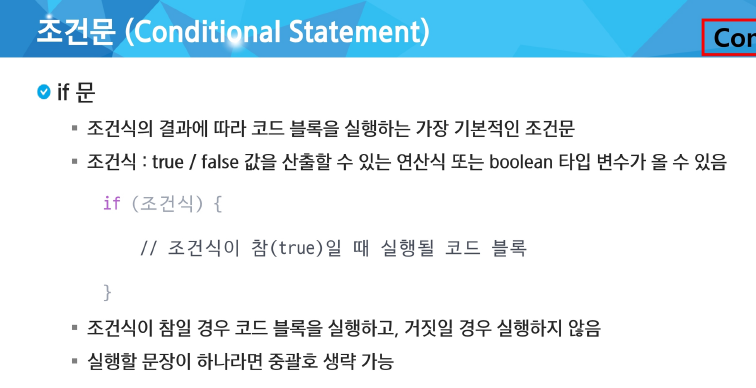 조건문 (Conditional Statement)
if 문
조건식의 결과에 따라 코드 블록을 실행하는 가장 기본적인 조건문
조건식 : true / false 값을 산출할 수 있는 연산식 또는 boolean 타입 변수가 올 수 있음
if (조건식) {
// 조건식이 참(true)일 때 실행될 코드 블록
}
조건식이 참일 경우 코드 블록을 실행하고, 거짓일 경우 실행하지 않음
실행할 문장이 하나라면 중괄호 생략 가능